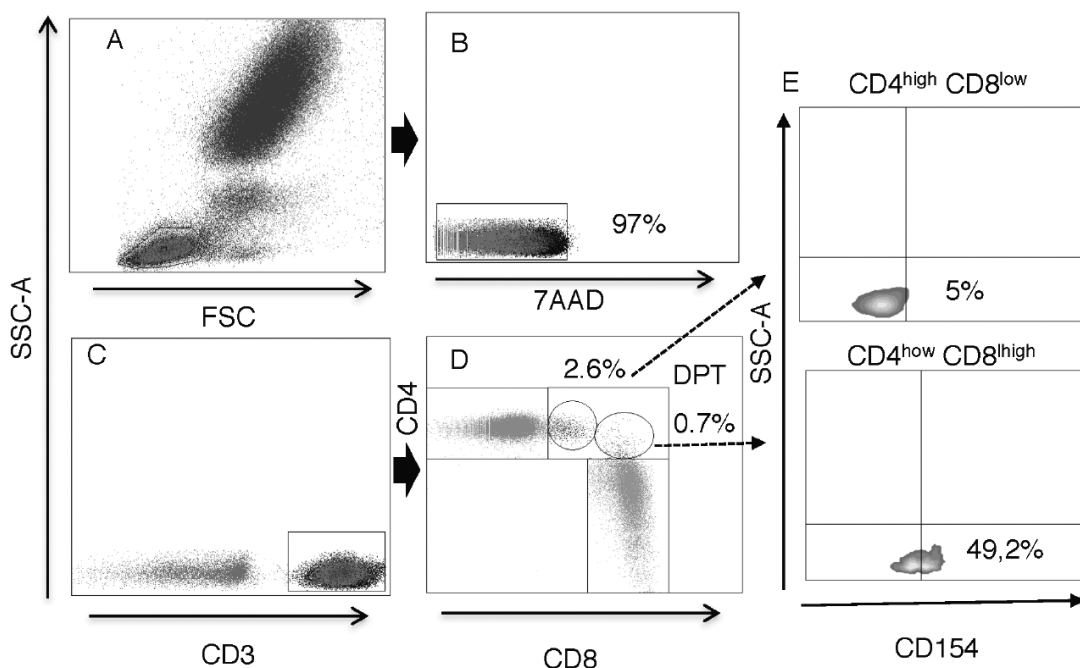 A
SSC-A
FSC
B
97%
7AAD
C
CD3
D
CD4
2.6%
DPT
0.7%
CD8
E
CD4high CD8low
SSC-A
5%
CD4how CD8lhigh
49,2%
CD154